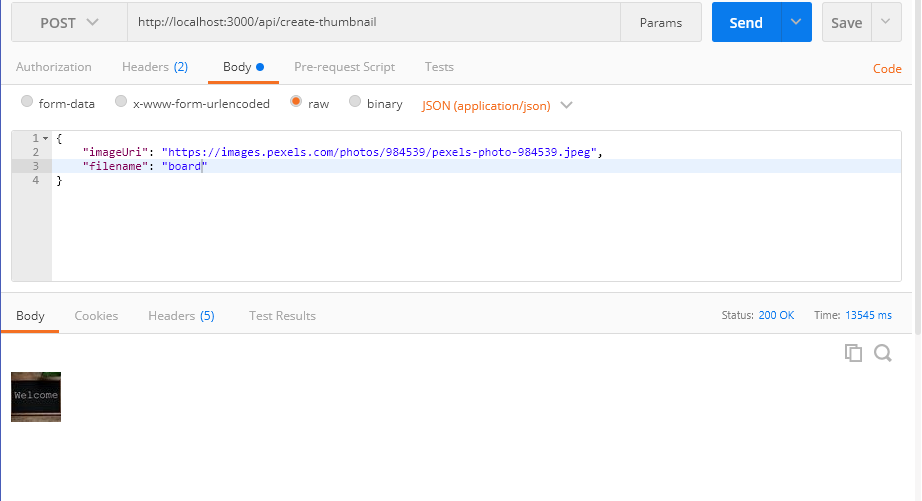 POST http://localhost:3000/api/create-thumbnail Params Send Save
Authorization Headers (2) Body Pre-request Script Tests Code
form-data x-www-form-urlencoded raw binary JSON (application/json)
1 {
2 "imageUri": "https://images.pexels.com/photos/984539/pexels-photo-984539.jpeg",
3 "filename": "board"
4 }
Body Cookies Headers (5) Test Results Status: 200 OK Time: 13545 ms
Welcome